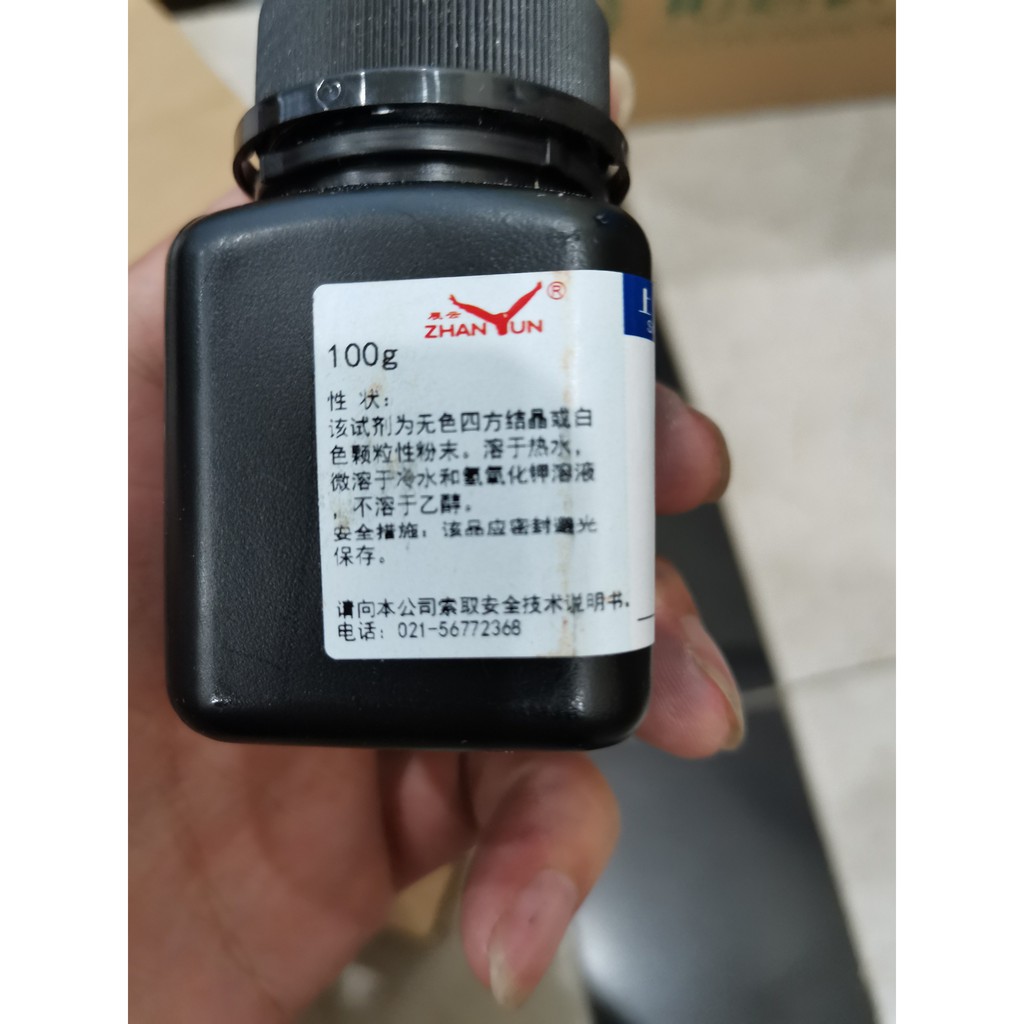 展云
ZHANYUN®
100g
性 状：
该试剂为无色四方结晶或白
色颗粒性粉末。溶于热水，
微溶于冷水和氢氧化钾溶液
，不溶于乙醇。
安全措施：该品应密封避光
保存。
请向本公司索取安全技术说明书。
电话：021-56772368
上
S